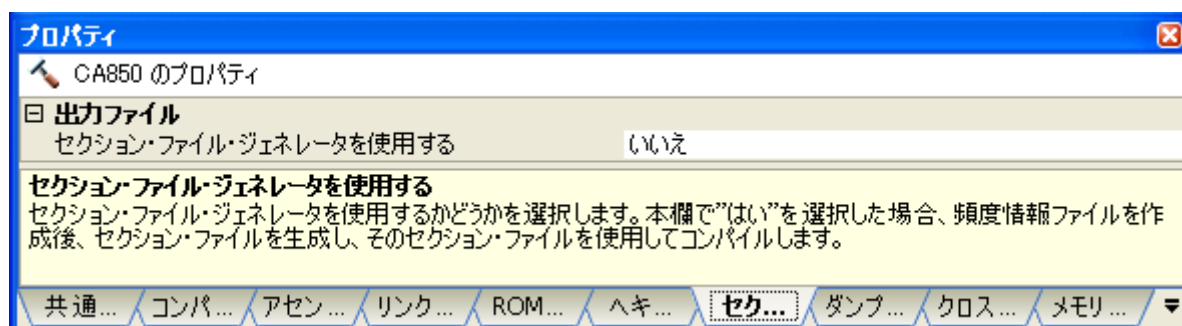 プロパティ
CA850 のプロパティ
出力ファイル
セクション・ファイル・ジェネレータを使用する いいえ
セクション・ファイル・ジェネレータを使用する
セクション・ファイル・ジェネレータを使用するかどうかを選択します。本欄で”はい”を選択した場合、頻度情報ファイルを作
成後、セクション・ファイルを生成し、そのセクション・ファイルを使用してコンパイルします。
共通... コンパ... アセン... リンク... ROM... ヘキ... セク... ダンプ... クロス... メモリ...